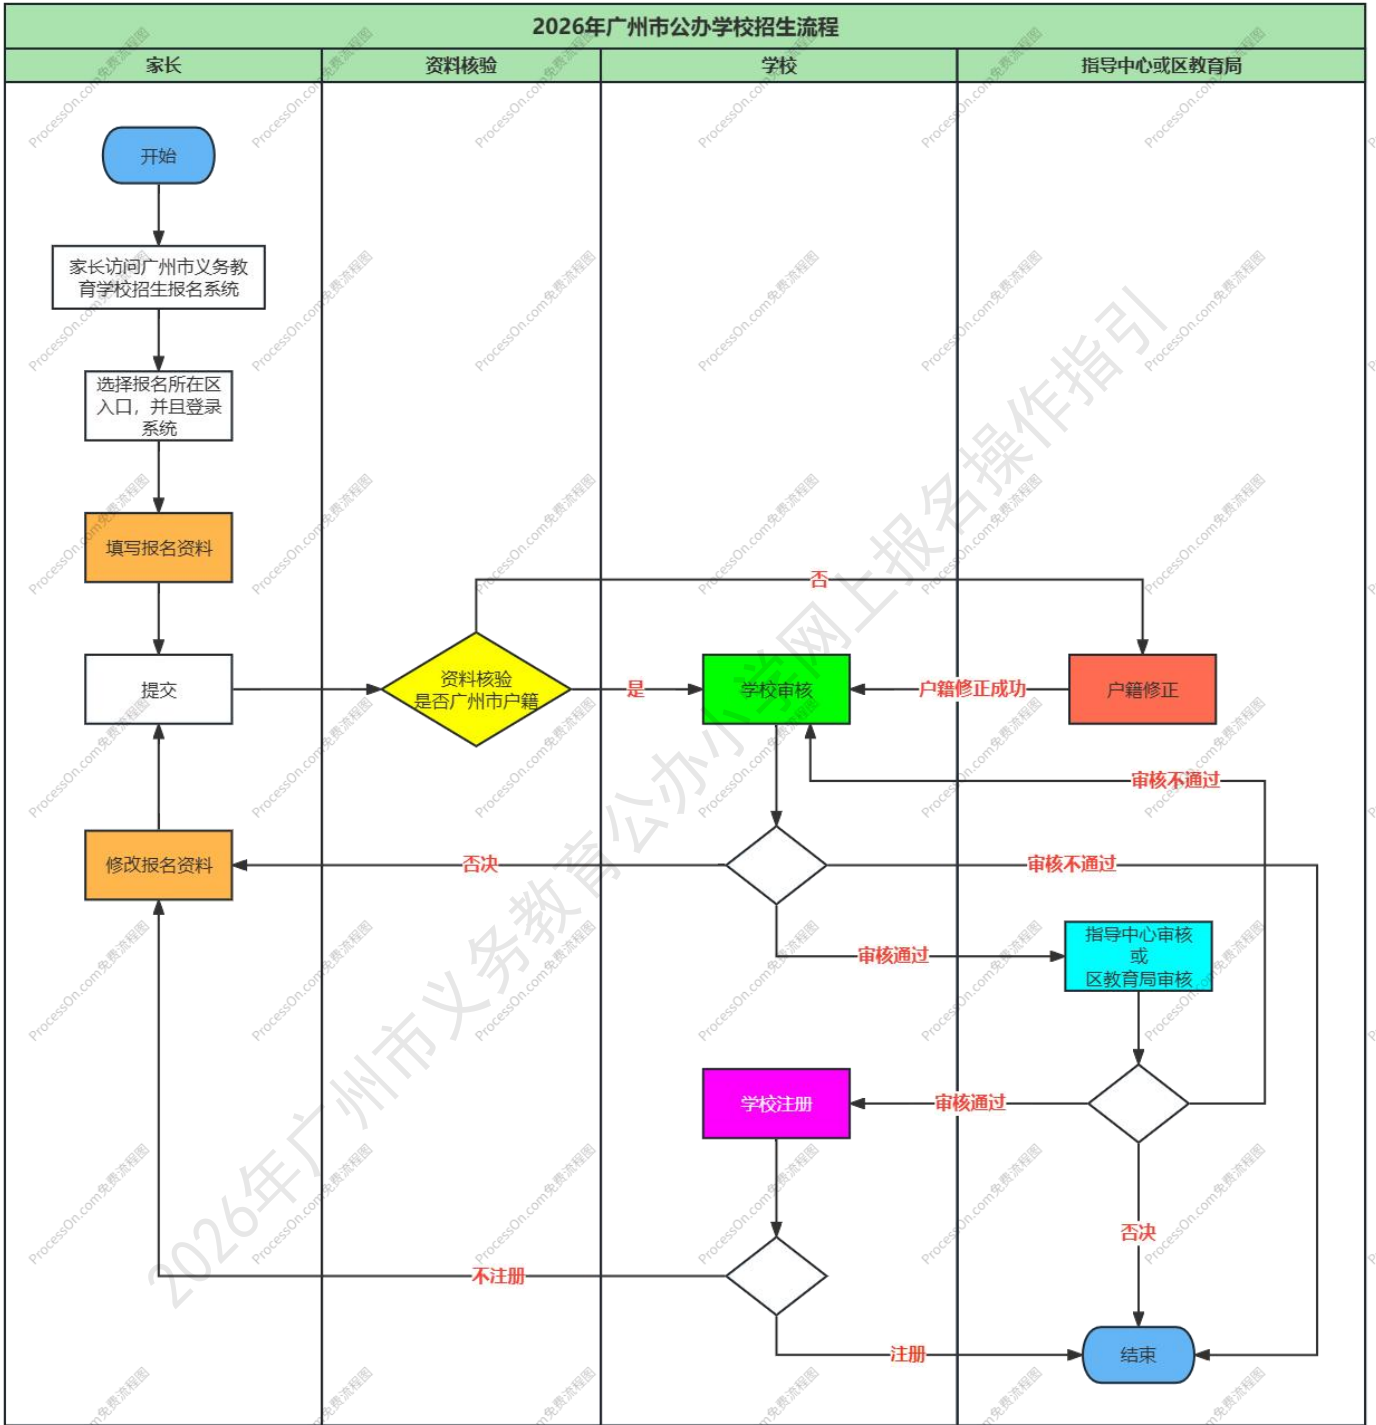 2026年广州市公办学校招生流程
家长
资料核验
学校
指导中心或区教育局
开始
家长访问广州市义务教
育学校招生报名系统
选择报名所在区
入口，并且登录
系统
填写报名资料
否
提交
资料核验
是否广州市户籍
是
学校审核
户籍修正成功
户籍修正
审核不通过
修改报名资料
否决
审核不通过
审核通过
指导中心审核
或
区教育局审核
学校注册
审核通过
否决
不注册
注册
结束
2026年广州市义务教育公办小学网上报名操作指引
ProcessOn.com免费流程图